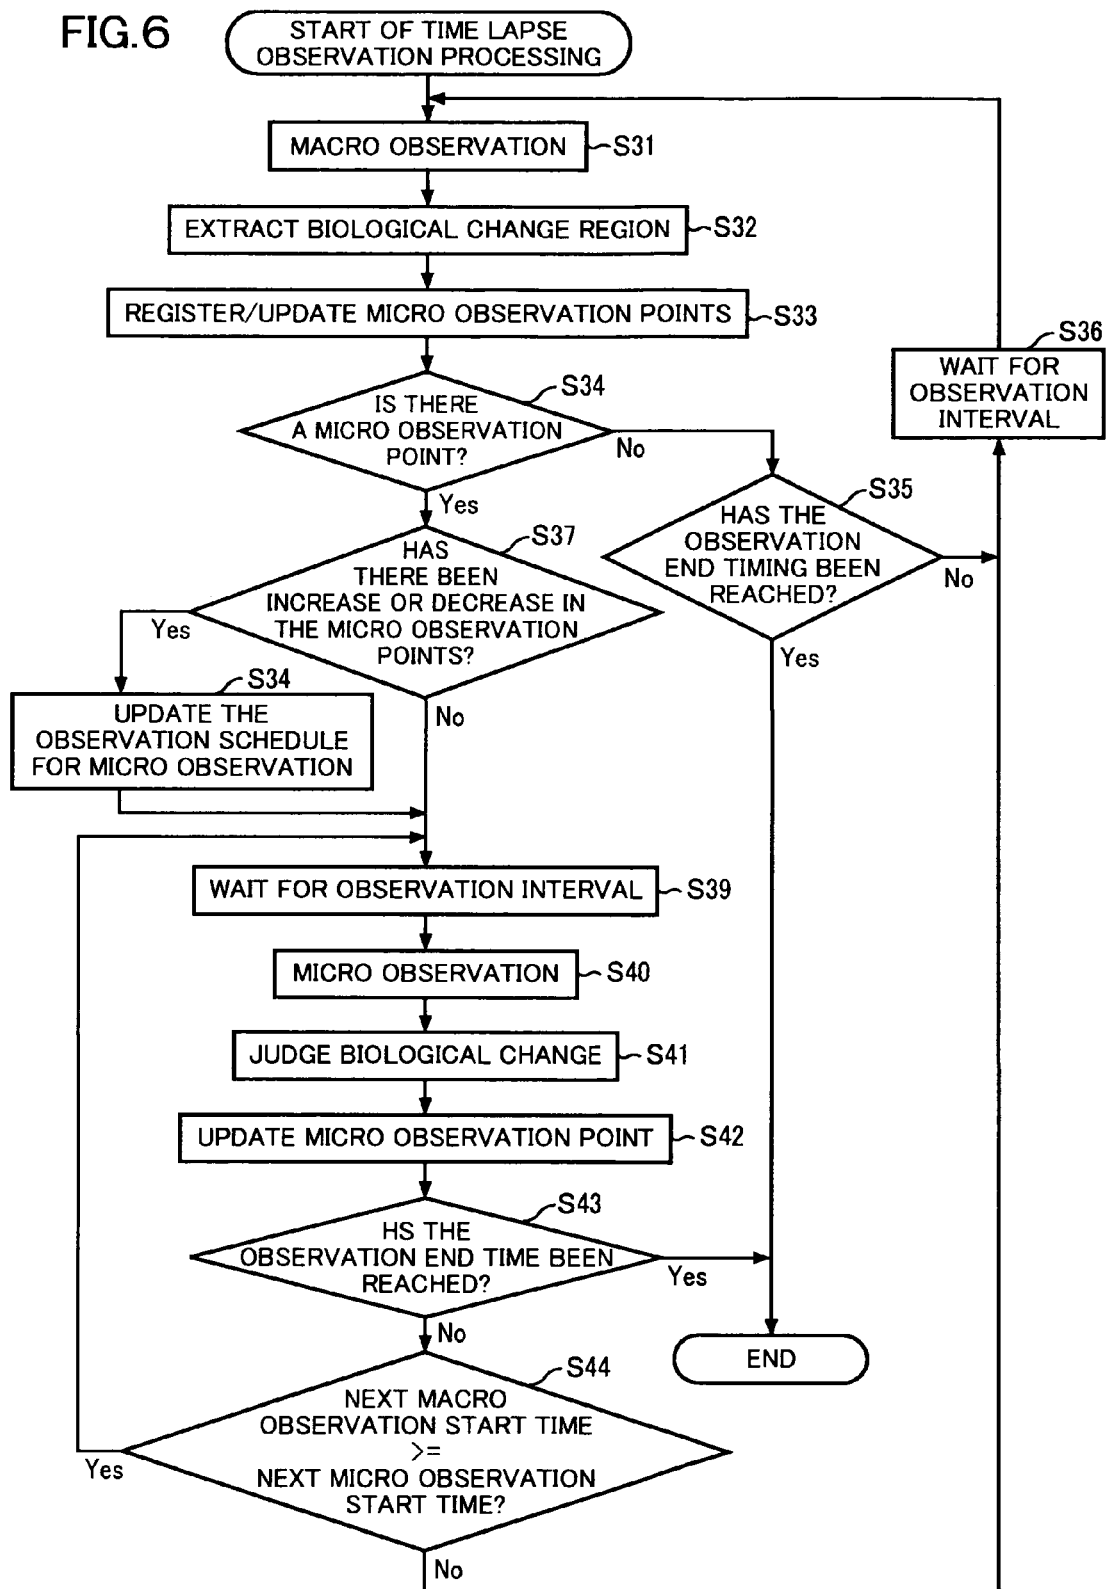 FIG.6
START OF TIME LAPSE
OBSERVATION PROCESSING
MACRO OBSERVATION
S31
EXTRACT BIOLOGICAL CHANGE REGION
S32
REGISTER/UPDATE MICRO OBSERVATION POINTS
S33
S36
WAIT FOR
OBSERVATION
INTERVAL
S34
IS THERE
A MICRO OBSERVATION
POINT?
No
Yes
S35
HAS THE
OBSERVATION
END TIMING BEEN
REACHED?
No
Yes
S37
HAS
THERE BEEN
INCREASE OR DECREASE IN
THE MICRO OBSERVATION
POINTS?
Yes
No
S34
UPDATE THE
OBSERVATION SCHEDULE
FOR MICRO OBSERVATION
WAIT FOR OBSERVATION INTERVAL
S39
MICRO OBSERVATION
S40
JUDGE BIOLOGICAL CHANGE
S41
UPDATE MICRO OBSERVATION POINT
S42
S43
HS THE
OBSERVATION END TIME BEEN
REACHED?
Yes
No
END
S44
NEXT MACRO
OBSERVATION START TIME
>=
NEXT MICRO OBSERVATION
START TIME?
Yes
No